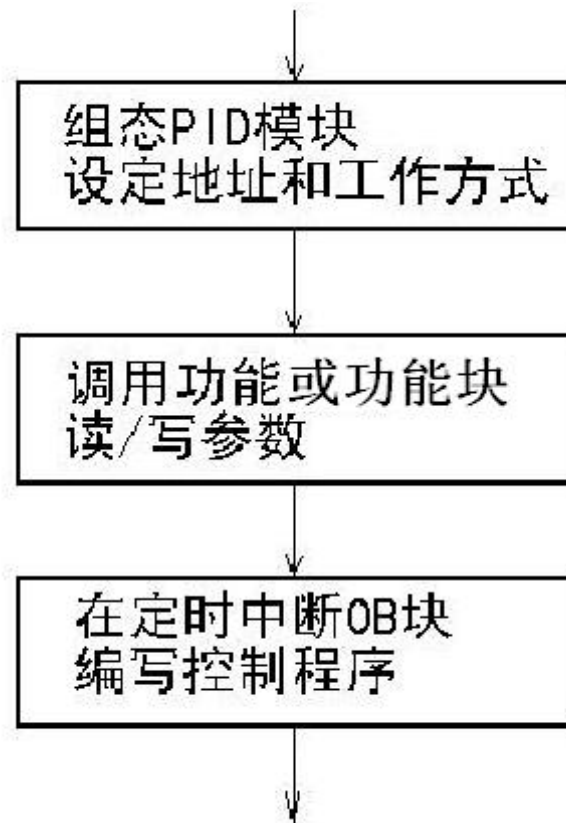 组态PID模块
设定地址和工作方式
调用功能或功能块
读/写参数
在定时中断OB块
编写控制程序